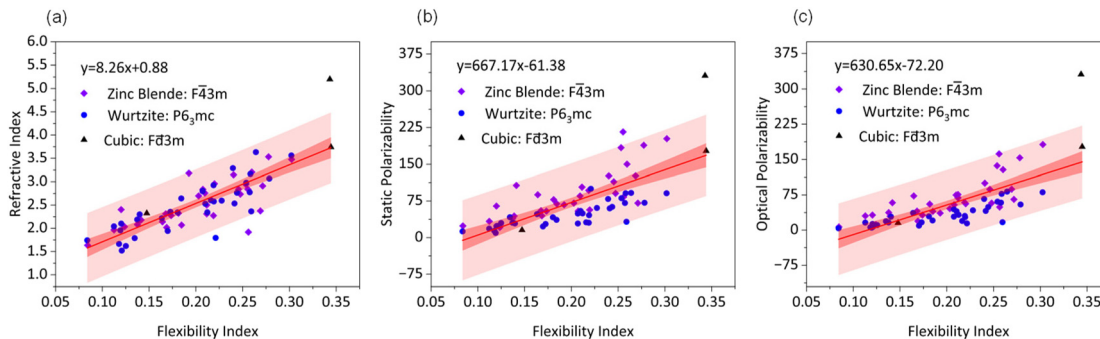 (a)
y=8.26x+0.88
Zinc Blende: F4̅3m
Wurtzite: P6₃mc
Cubic: Fd̅3m
6.0
5.5
5.0
4.5
4.0
3.5
3.0
2.5
2.0
1.5
1.0
Refractive Index
0.05 0.10 0.15 0.20 0.25 0.30 0.35
Flexibility Index
(b)
y=667.17x-61.38
Zinc Blende: F4̅3m
Wurtzite: P6₃mc
Cubic: Fd̅3m
375
300
225
150
75
0
−75
Static Polarizability
0.05 0.10 0.15 0.20 0.25 0.30 0.35
Flexibility Index
(c)
y=630.65x-72.20
Zinc Blende: F4̅3m
Wurtzite: P6₃mc
Cubic: Fd̅3m
375
300
225
150
75
0
−75
Optical Polarizability
0.05 0.10 0.15 0.20 0.25 0.30 0.35
Flexibility Index